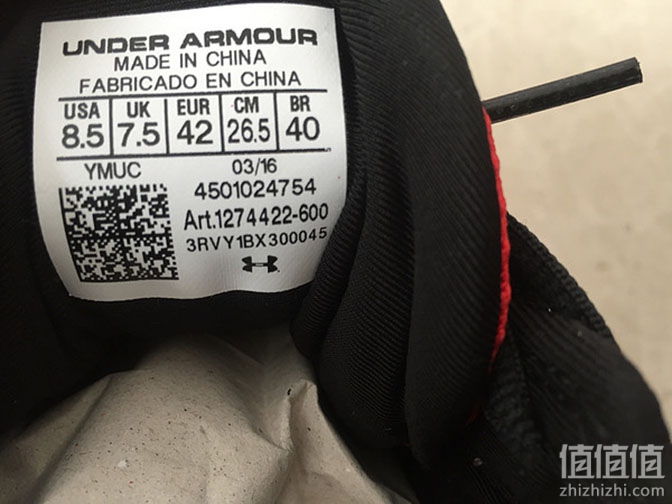 UNDER ARMOUR
MADE IN CHINA
FABRICADO EN CHINA
USA UK EUR CM BR
8.5 7.5 42 26.5 40
YMUC 03/16
4501024754
Art.1274422-600
3RVY1BX300045
值值值
zhizhizhi.com